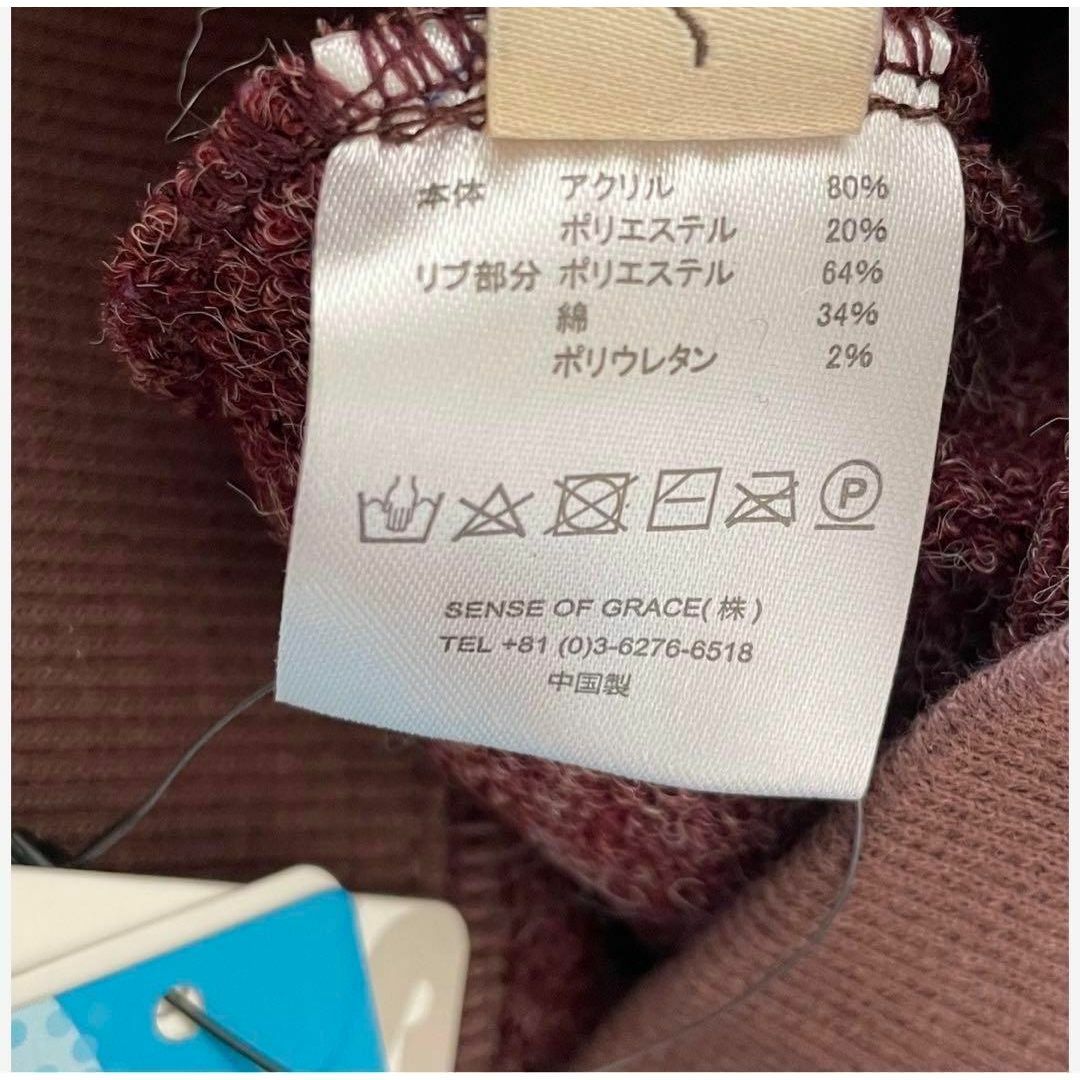 本体 アクリル 80%
ポリエステル 20%
リブ部分 ポリエステル 64%
綿 34%
ポリウレタン 2%
P
SENSE OF GRACE(株)
TEL +81 (0)3-6276-6518
中国製